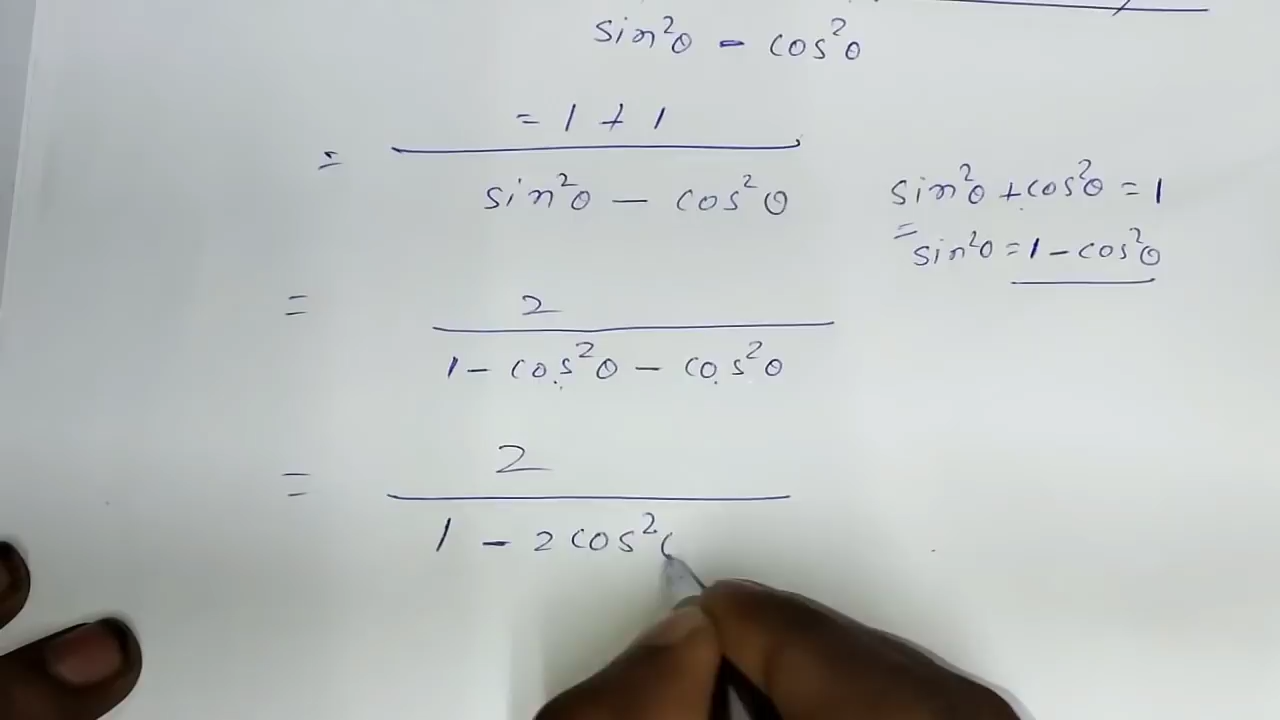 sin²θ - cos²θ
= 1 + 1
=
sin²θ - cos²θ
sin²θ + cos²θ = 1
= sin²θ = 1 - cos²θ
= 2
1 - cos²θ - cos²θ
= 2
1 - 2cos²